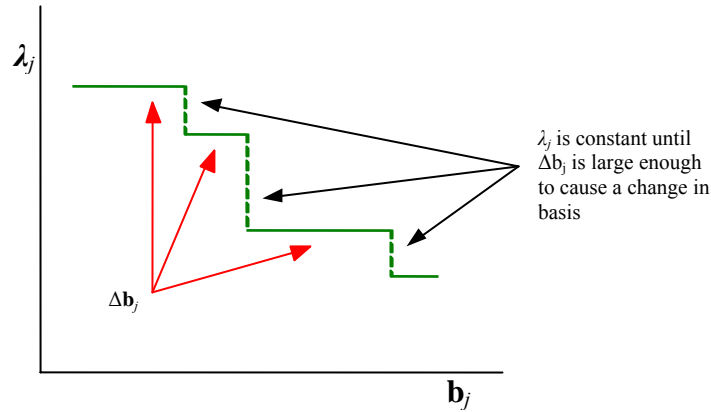 λj
λj is constant until
Δbj is large enough
to cause a change in
basis
Δbj
bj